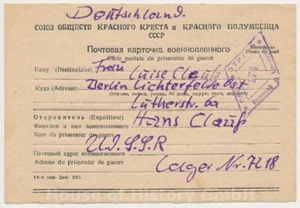 Deutschland.
СОЮЗ ОБЩЕСТВ КРАСНОГО КРЕСТА и КРАСНОГО ПОЛУМЕСЯЦА
СССР
Почтовая карточка военнопленного
Carte postale du prisonnier de guerre
Кому (Destinataire) Frau
Luise Clauß
Куда (Adresse) Berlin Lichterfelde Ost.
Lutherstr. 6a
Отправитель (Expéditeur) Hans Clauß
Фамилия и имя военнопленного
Nom du prisonnier de guerre
Почтовый адрес военнопленного U.d.S.S.R
Adresse du prisonnier de guerre Lager Nr. 7218.